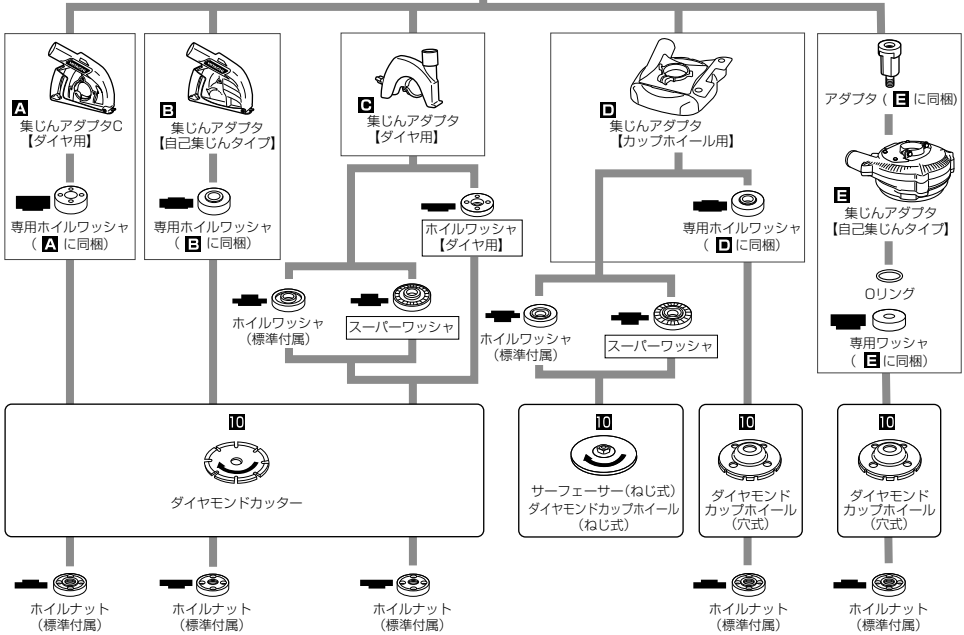 A
集じんアダプタC
【ダイヤ用】
専用ホイルワッシャ
( A に同梱)
B
集じんアダプタ
【自己集じんタイプ】
専用ホイルワッシャ
( B に同梱)
C
集じんアダプタ
【ダイヤ用】
ホイルワッシャ
【ダイヤ用】
ホイルワッシャ
(標準付属)
スーパーワッシャ
D
集じんアダプタ
【カップホイール用】
専用ホイルワッシャ
( D に同梱)
ホイルワッシャ
(標準付属)
スーパーワッシャ
アダプタ ( E に同梱)
E
集じんアダプタ
【自己集じんタイプ】
Oリング
専用ワッシャ
( E に同梱)
10
ダイヤモンドカッター
10
サーフェーサー(ねじ式)
ダイヤモンドカップホイール
(ねじ式)
10
ダイヤモンド
カップホイール
(穴式)
10
ダイヤモンド
カップホイール
(穴式)
ホイルナット
(標準付属)
ホイルナット
(標準付属)
ホイルナット
(標準付属)
ホイルナット
(標準付属)
ホイルナット
(標準付属)